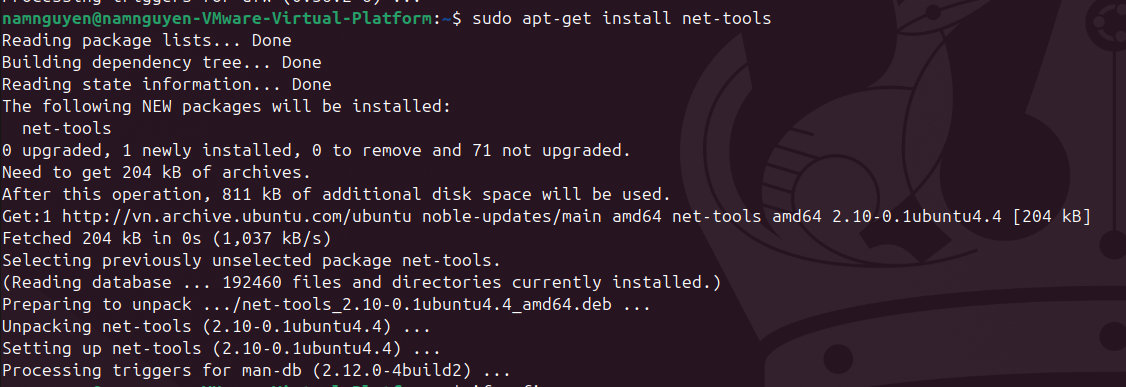 namnguyen@namnguyen-VMware-Virtual-Platform:~$ sudo apt-get install net-tools
Reading package lists... Done
Building dependency tree... Done
Reading state information... Done
The following NEW packages will be installed:
  net-tools
0 upgraded, 1 newly installed, 0 to remove and 71 not upgraded.
Need to get 204 kB of archives.
After this operation, 811 kB of additional disk space will be used.
Get:1 http://vn.archive.ubuntu.com/ubuntu noble-updates/main amd64 net-tools amd64 2.10-0.1ubuntu4.4 [204 kB]
Fetched 204 kB in 0s (1,037 kB/s)
Selecting previously unselected package net-tools.
(Reading database ... 192460 files and directories currently installed.)
Preparing to unpack .../net-tools_2.10-0.1ubuntu4.4_amd64.deb ...
Unpacking net-tools (2.10-0.1ubuntu4.4) ...
Setting up net-tools (2.10-0.1ubuntu4.4) ...
Processing triggers for man-db (2.12.0-4build2) ...